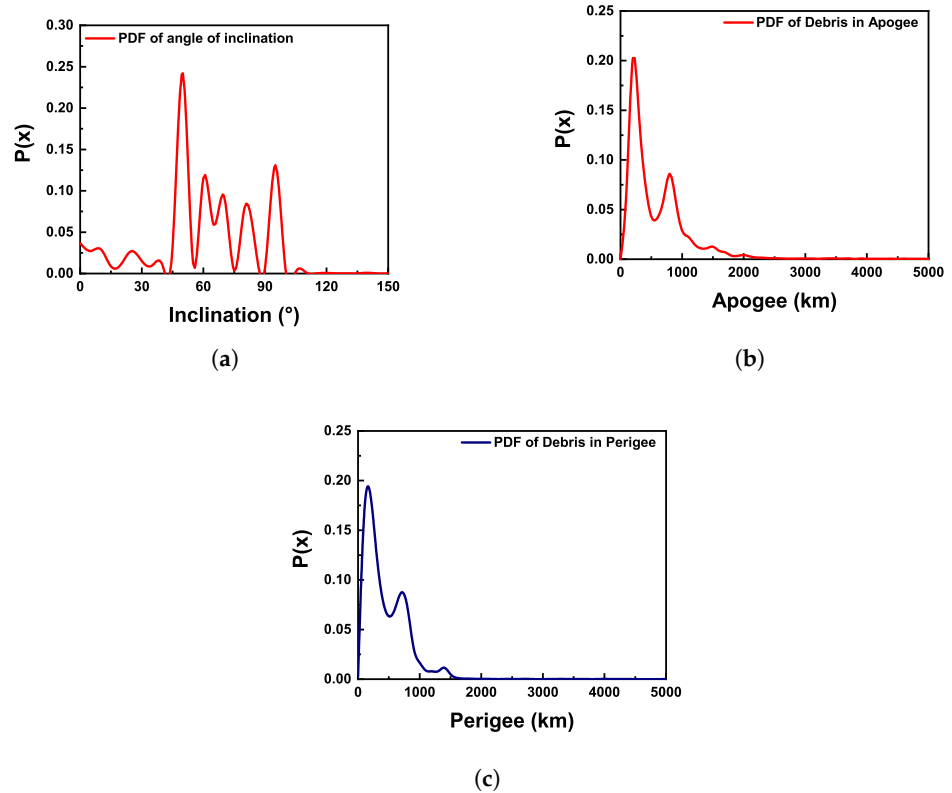 0.30
PDF of angle of inclination
0.25
0.20
0.15
0.10
0.05
0.00
P(x)
0 30 60 90 120 150
Inclination (°)
(a)
0.25
PDF of Debris in Apogee
0.20
0.15
0.10
0.05
0.00
P(x)
0 1000 2000 3000 4000 5000
Apogee (km)
(b)
0.25
PDF of Debris in Perigee
0.20
0.15
0.10
0.05
0.00
P(x)
0 1000 2000 3000 4000 5000
Perigee (km)
(c)